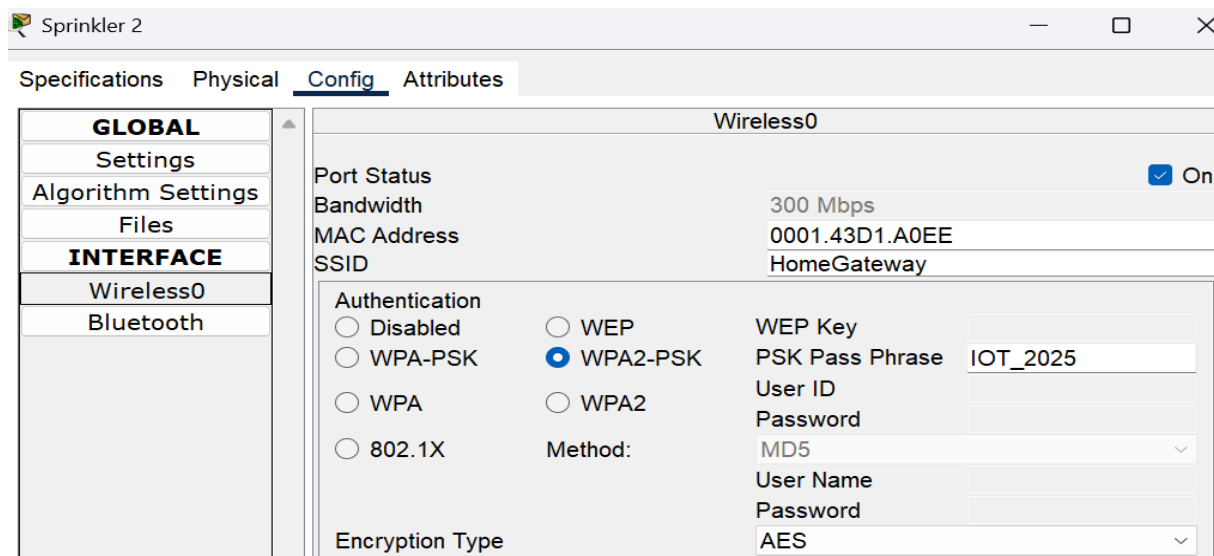 Sprinkler 2
Specifications Physical Config Attributes
GLOBAL
Settings
Algorithm Settings
Files
INTERFACE
Wireless0
Bluetooth
Wireless0
Port Status On
Bandwidth 300 Mbps
MAC Address 0001.43D1.A0EE
SSID HomeGateway
Authentication
Disabled WEP WEP Key
WPA-PSK WPA2-PSK PSK Pass Phrase IOT_2025
User ID
WPA WPA2
Password
802.1X Method: MD5
User Name
Password
Encryption Type AES